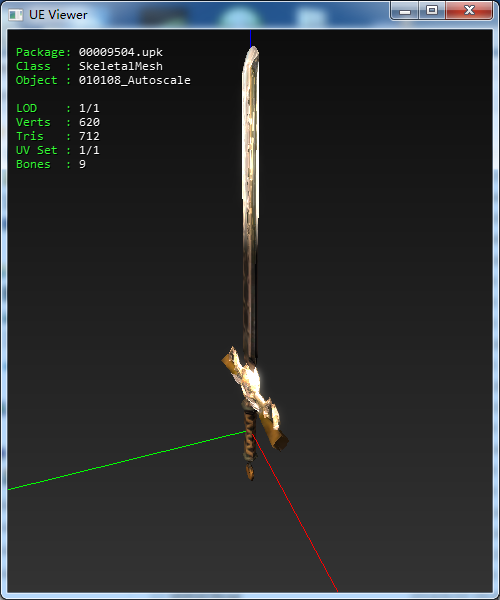 UE Viewer
Package: 00009504.upk
Class  : SkeletalMesh
Object : 010108_Autoscale
LOD    : 1/1
Verts  : 620
Tris   : 712
UV Set : 1/1
Bones  : 9